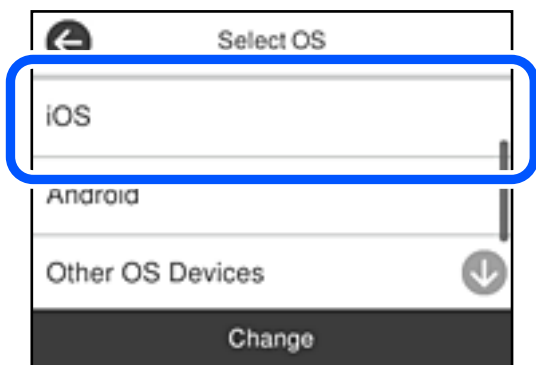 Select OS
iOS
Android
Other OS Devices
Change